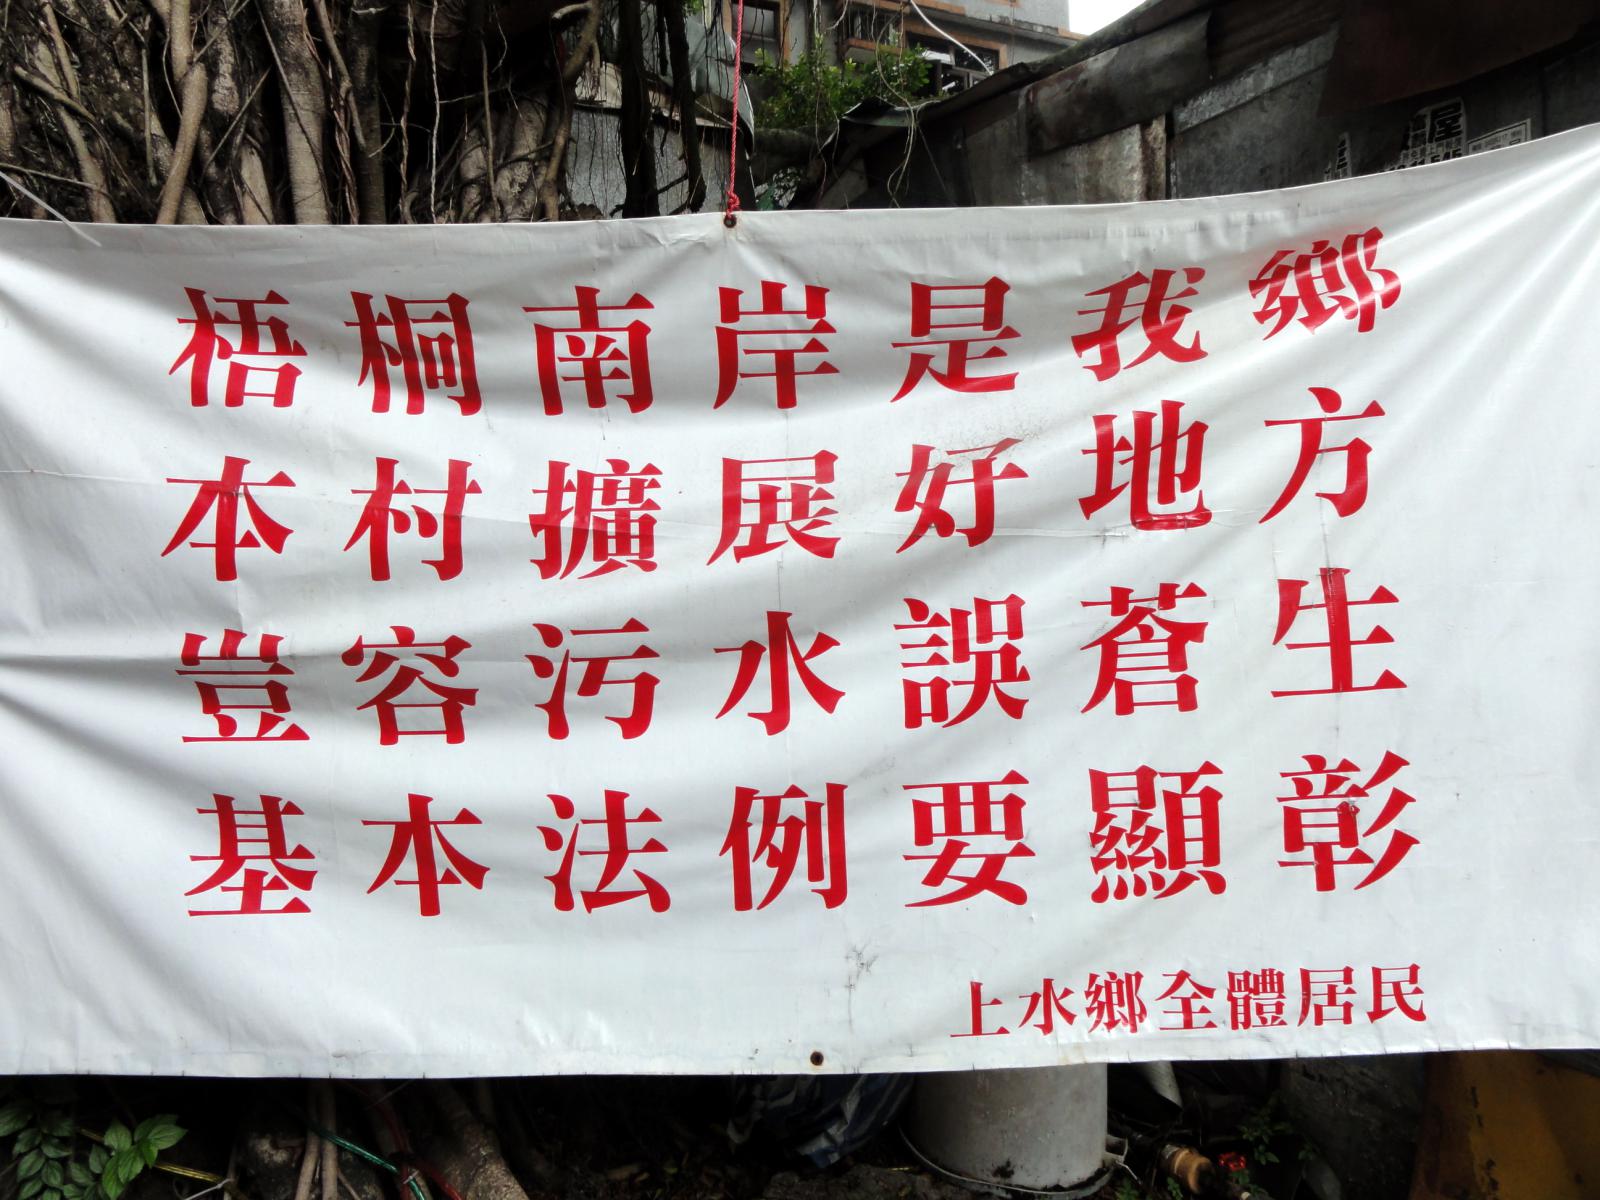 梧桐南岸是我鄉
本村擴展好地方
豈容污水誤蒼生
基本法例要顯彰
上水鄉全體居民
屋